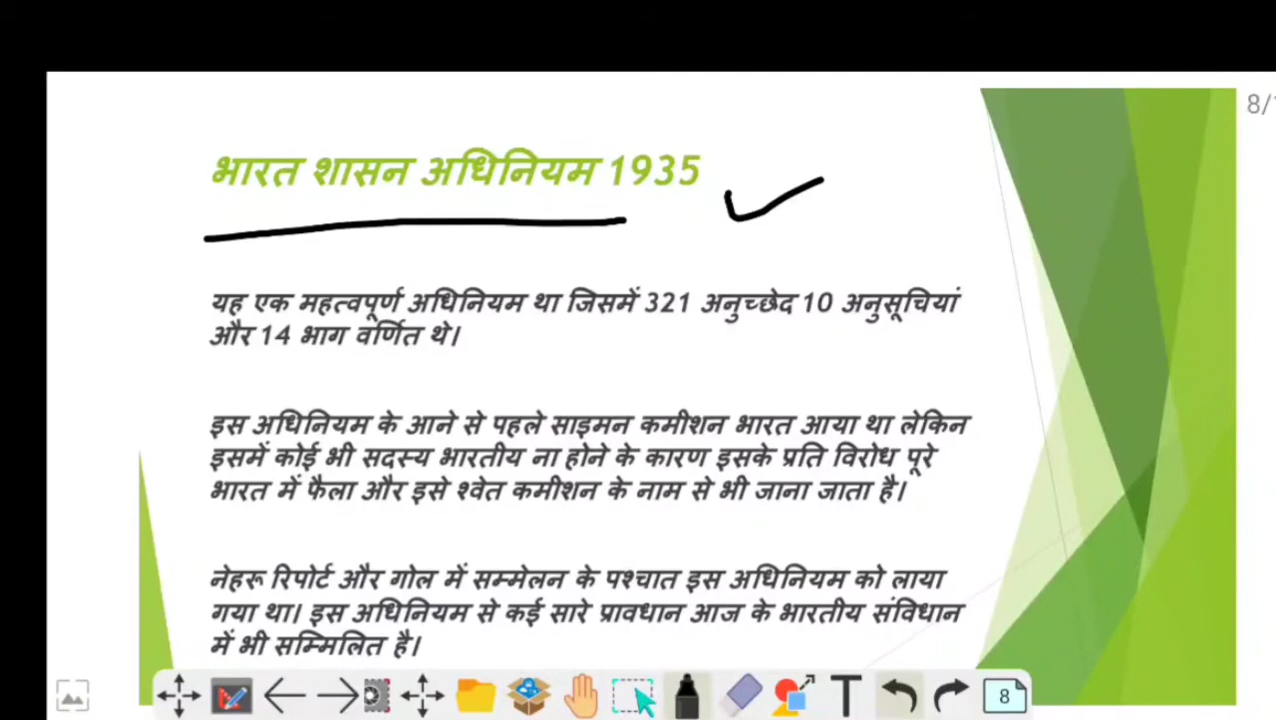 भारत शासन अधिनियम 1935
8/1
यह एक महत्वपूर्ण अधिनियम था जिसमें 321 अनुच्छेद 10 अनुसूचियां
और 14 भाग वर्णित थे।
इस अधिनियम के आने से पहले साइमन कमीशन भारत आया था लेकिन
इसमें कोई भी सदस्य भारतीय ना होने के कारण इसके प्रति विरोध पूरे
भारत में फैला और इसे श्वेत कमीशन के नाम से भी जाना जाता है।
नेहरू रिपोर्ट और गोल में सम्मेलन के पश्चात इस अधिनियम को लाया
गया था। इस अधिनियम से कई सारे प्रावधान आज के भारतीय संविधान
में भी सम्मिलित है।
T
8